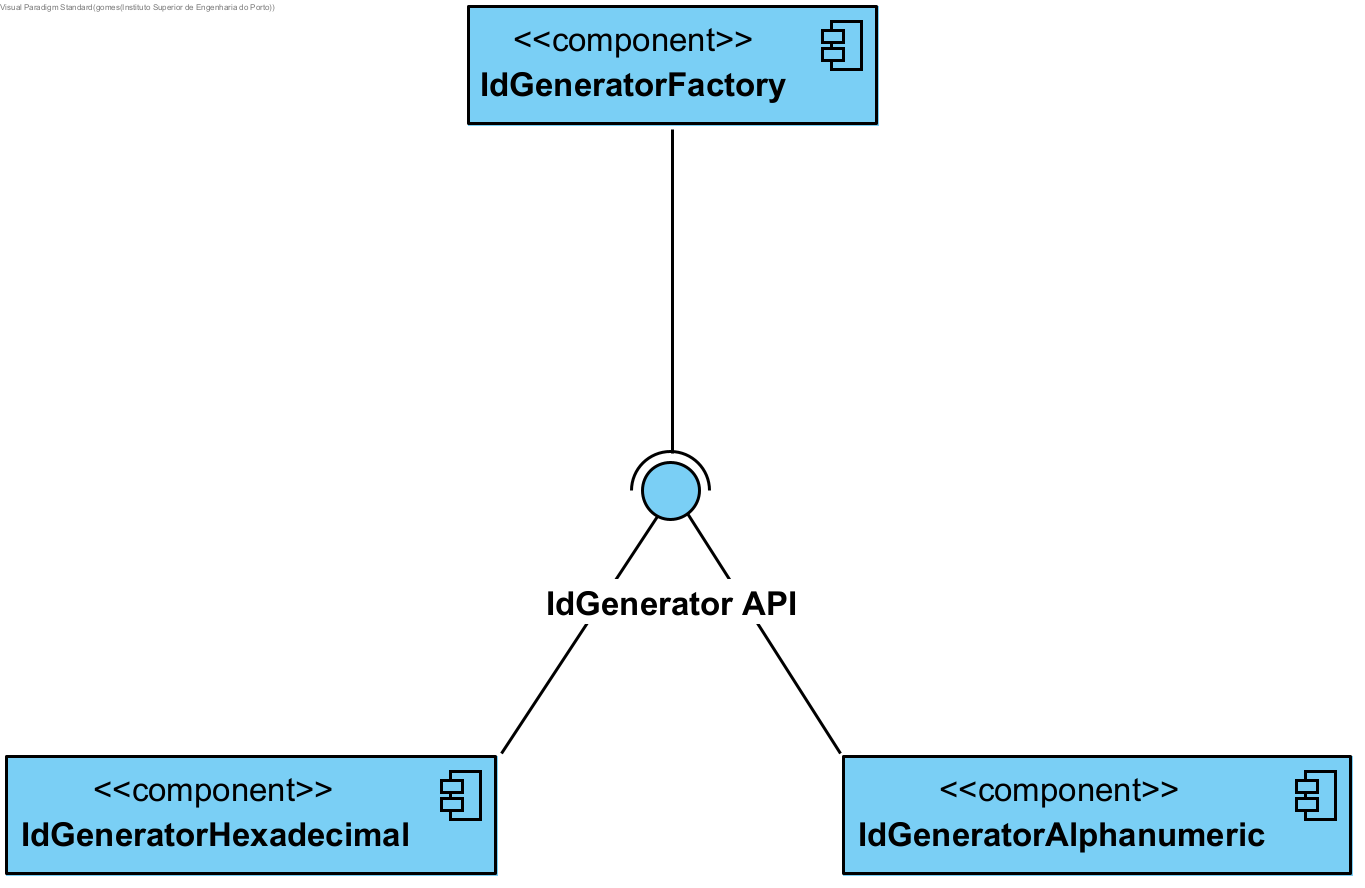 Visual Paradigm Standard(gomes(Instituto Superior de Engenharia do Porto))
<<component>>
IdGeneratorFactory
IdGenerator API
<<component>>
IdGeneratorHexadecimal
<<component>>
IdGeneratorAlphanumeric